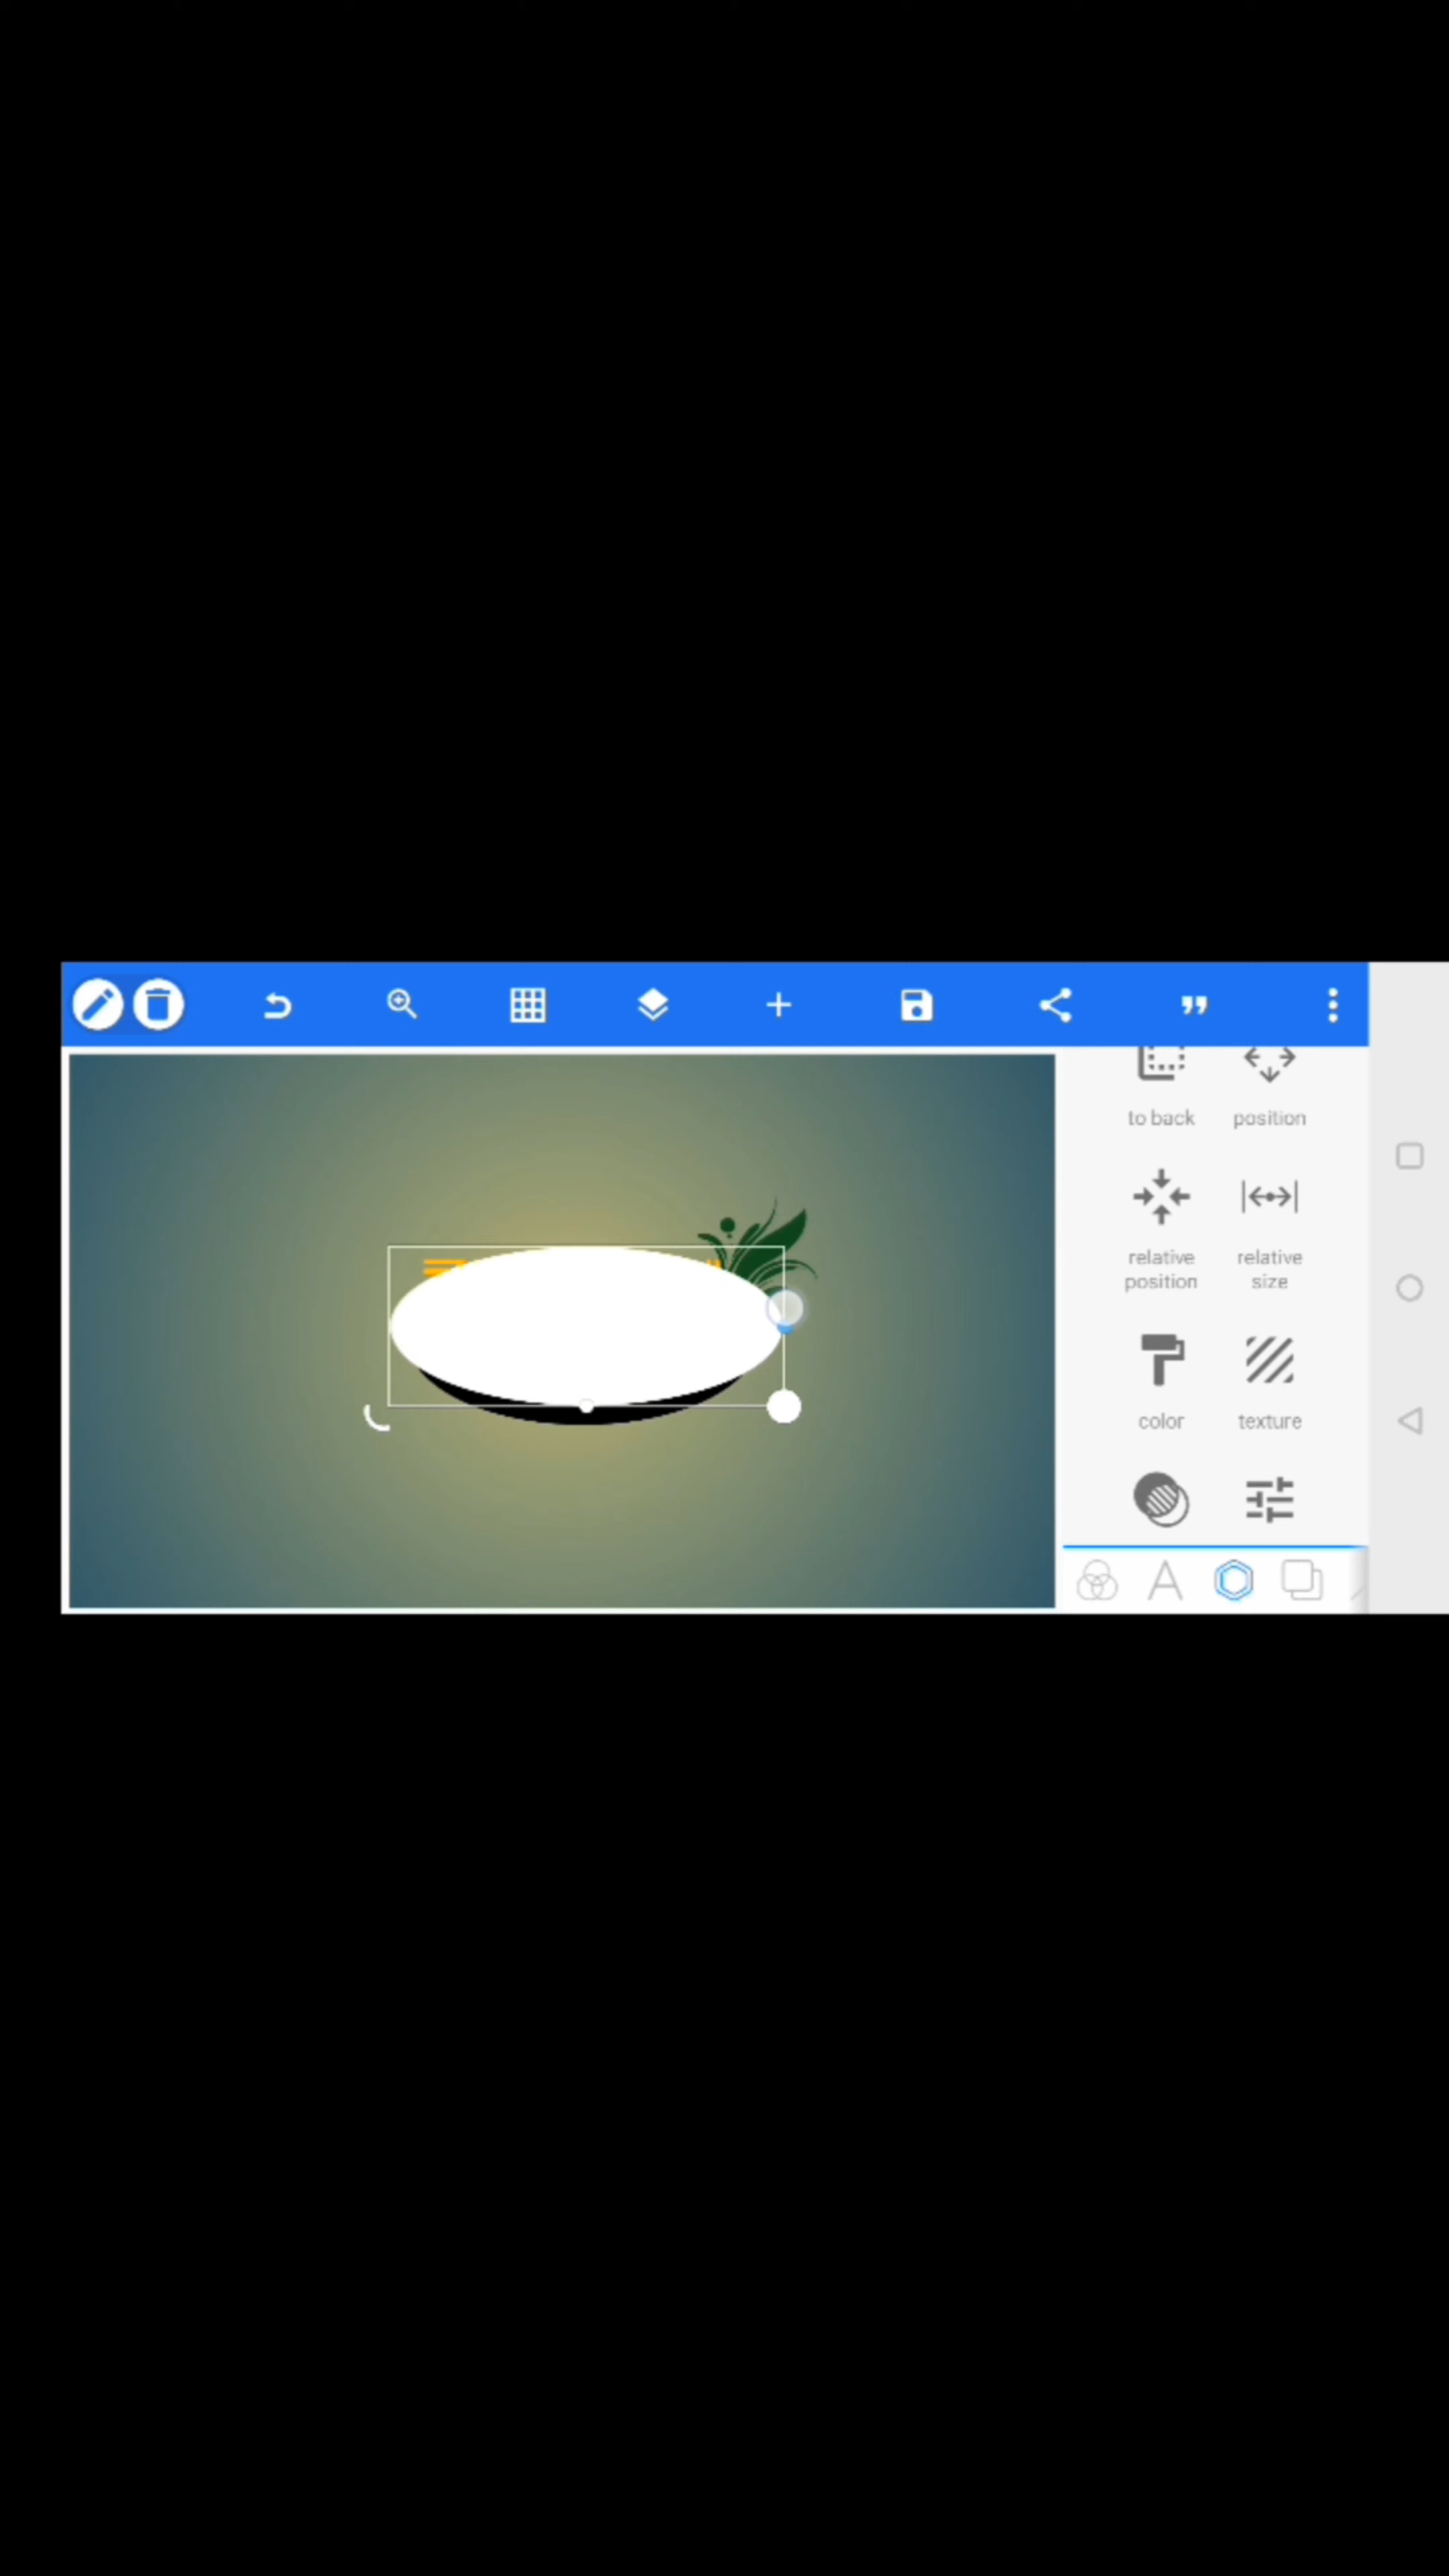 to back position
relative position relative size
color texture